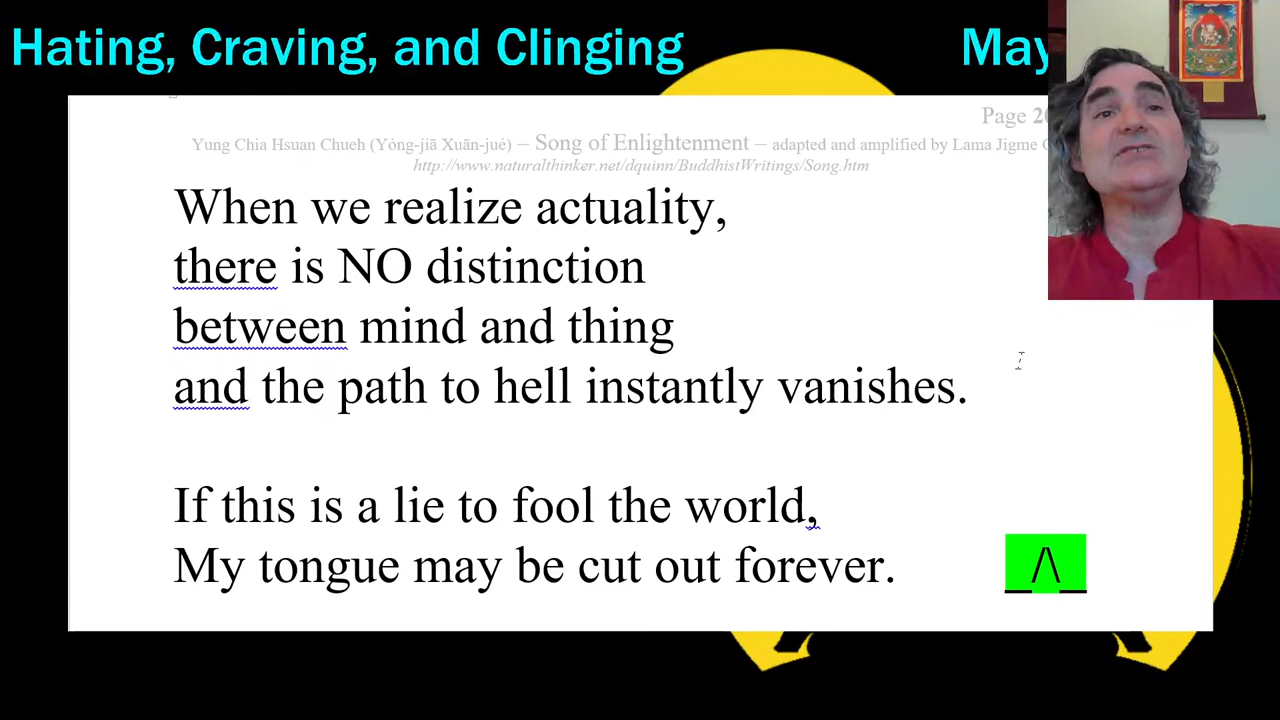 Hating, Craving, and Clinging May
Page
Yung Chia Hsuan Chueh (Yòng-jiā Xuān-jué) – Song of Enlightenment – adapted and amplified by Lama Jigme
http://www.naturalthinker.net/dquinn/BuddhistWritings/Song.htm
When we realize actuality,
there is NO distinction
between mind and thing
and the path to hell instantly vanishes.
If this is a lie to fool the world,
My tongue may be cut out forever. _/\_